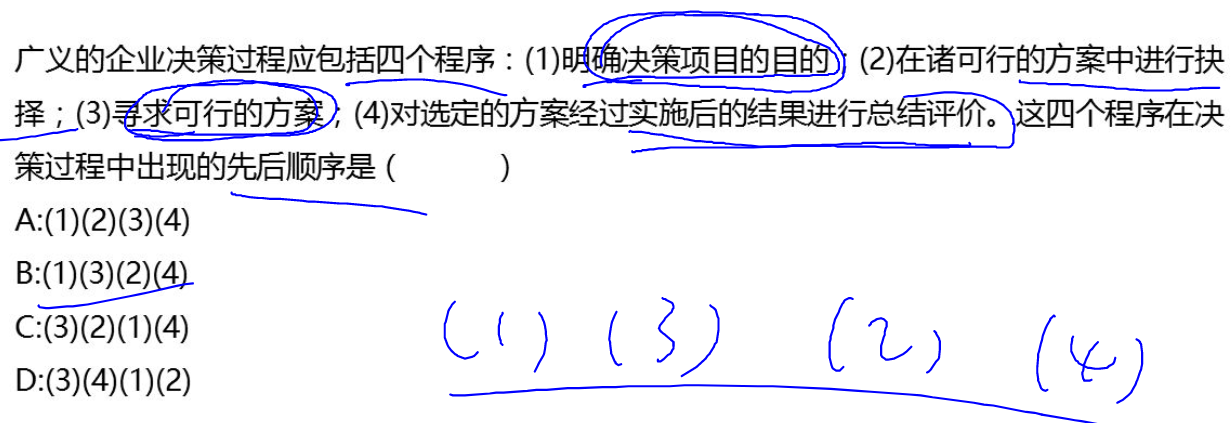 广义的企业决策过程应包括四个程序：(1)明确决策项目的目的；(2)在诸可行的方案中进行抉
择；(3)寻求可行的方案；(4)对选定的方案经过实施后的结果进行总结评价。这四个程序在决
策过程中出现的先后顺序是（　　　）
A:(1)(2)(3)(4)
B:(1)(3)(2)(4)
C:(3)(2)(1)(4)
D:(3)(4)(1)(2)
(1) (3) (2) (4)